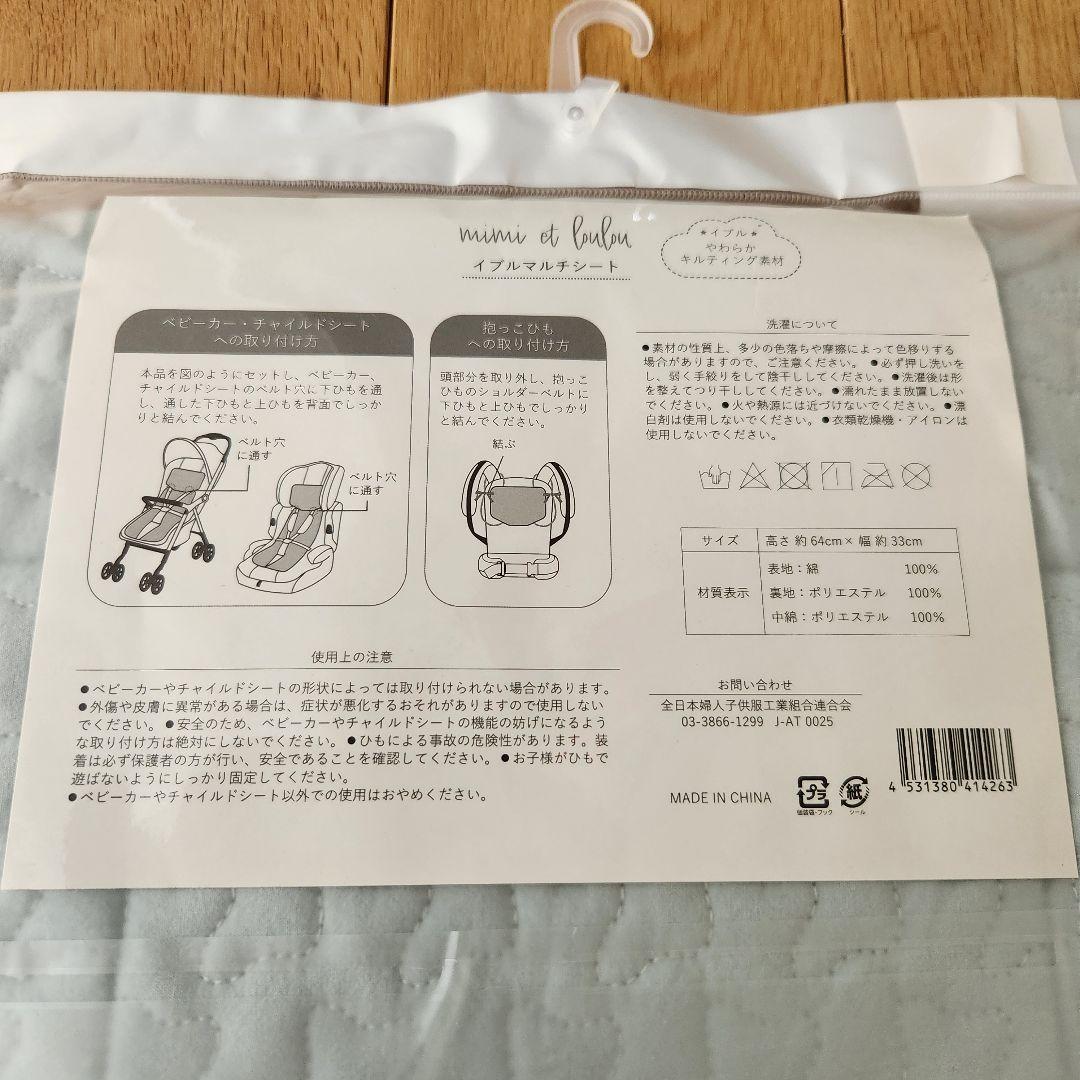 mimi et loulou
イブルマルチシート
★イブル★
やわらか
キルティング素材
ベビーカー・チャイルドシート
への取り付け方
本品を図のようにセットし、ベビーカー、
チャイルドシートのベルト穴に下ひもを通
し、通した下ひもと上ひもを背面でしっか
りと結んでください。
ベルト穴
に通す
ベルト穴
に通す
抱っこひも
への取り付け方
頭部分を取り外し、抱っこ
ひものショルダーベルトに
下ひもと上ひもでしっかり
と結んでください。
結ぶ
洗濯について
●素材の性質上、多少の色落ちや摩擦によって色移りする
場合がありますので、ご注意ください。●必ず押し洗いを
し、弱く手絞りをして陰干ししてください。●洗濯後は形
を整えてつり干ししてください。●濡れたまま放置しない
でください。●火や熱源には近づけないでください。●漂
白剤は使用しないでください。●衣類乾燥機・アイロンは
使用しないでください。
サイズ 高さ 約 64cm× 幅 約 33cm
材質表示
表地：綿 100%
裏地：ポリエステル 100%
中綿：ポリエステル 100%
使用上の注意
●ベビーカーやチャイルドシートの形状によっては取り付けられない場合があります。
●外傷や皮膚に異常がある場合は、症状が悪化するおそれがありますので使用しない
でください。●安全のため、ベビーカーやチャイルドシートの機能の妨げになるよう
な取り付け方は絶対にしないでください。●ひもによる事故の危険性があります。装
着は必ず保護者の方が行い、安全であることを確認してください。●お子様がひもで
遊ばないようにしっかり固定してください。
●ベビーカーやチャイルドシート以外での使用はおやめください。
お問い合わせ
全日本婦人子供服工業組合連合会
03-3866-1299 J-AT 0025
MADE IN CHINA
プラ
個装袋・フック
紙
シール
4 531380 414263